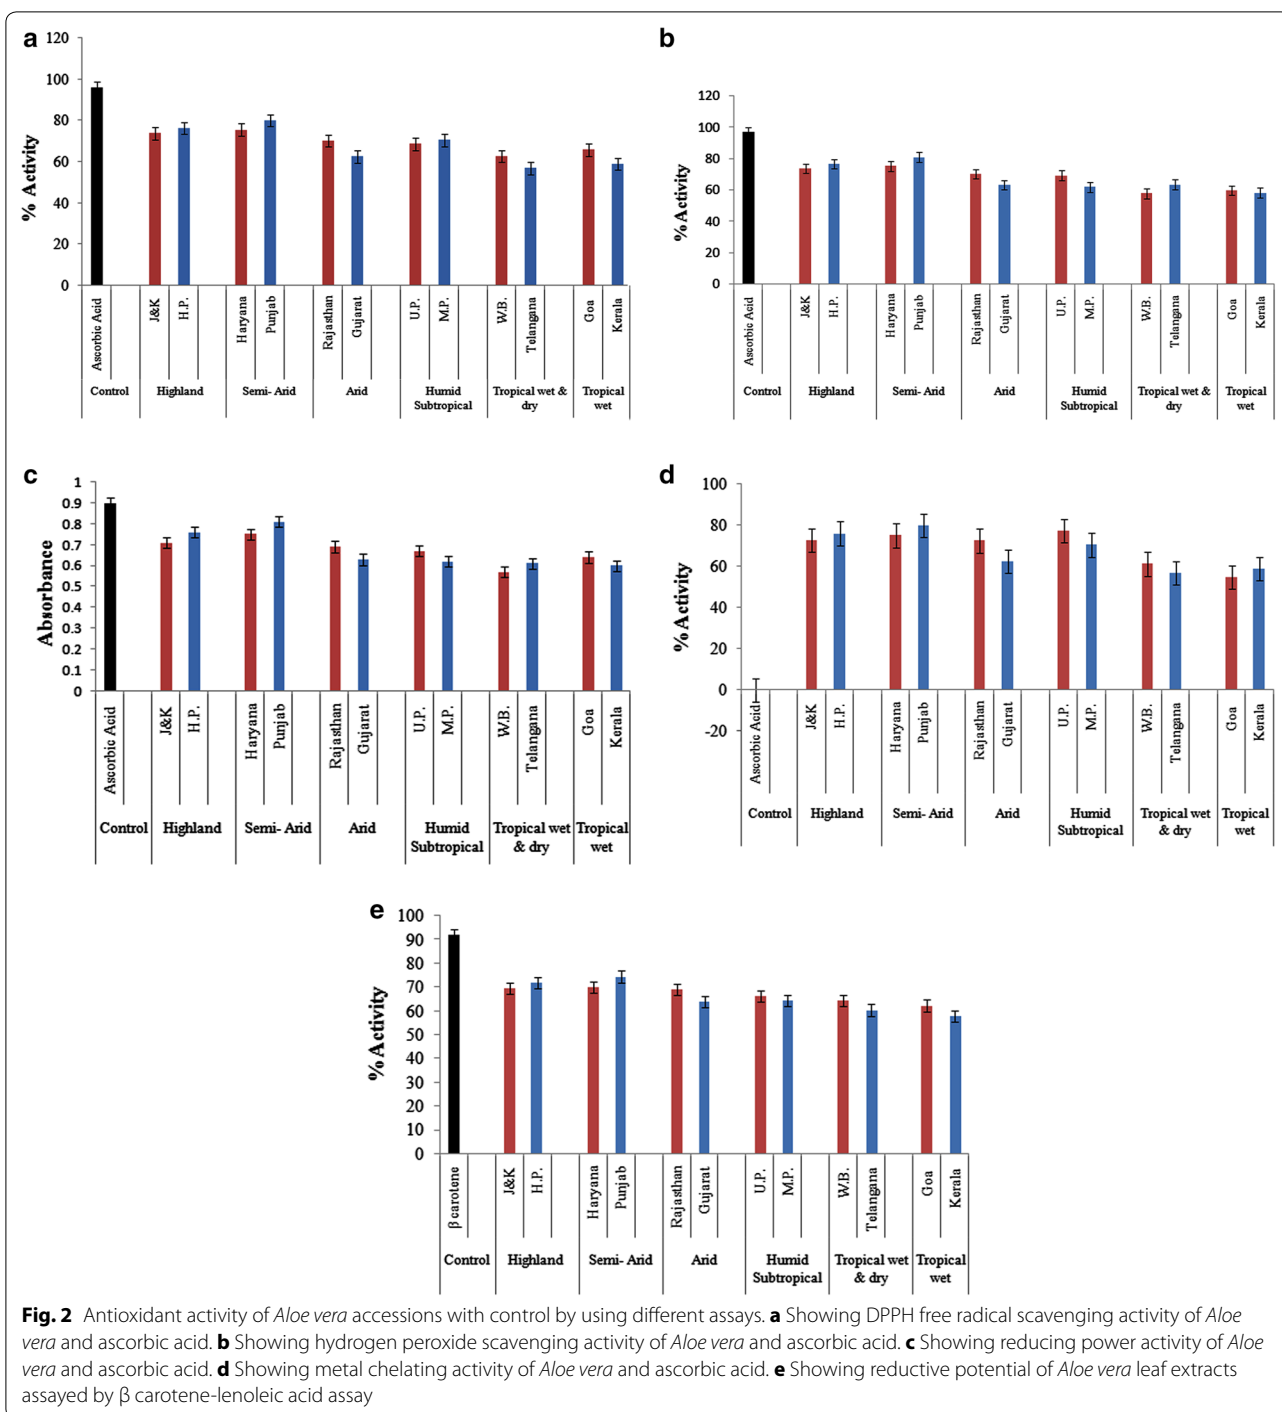 a
120
100
80
60
40
20
0
% Activity
Ascorbic Acid
J&K
H.P.
Haryana
Punjab
Rajasthan
Gujarat
U.P.
M.P.
W.B.
Telangana
Goa
Kerala
Control
Highland
Semi- Arid
Arid
Humid
Subtropical
Tropical wet &
dry
Tropical
wet
b
120
100
80
60
40
20
0
% Activity
Ascorbic Acid
J&K
H.P.
Haryana
Punjab
Rajasthan
Gujarat
U.P.
M.P.
W.B.
Telangana
Goa
Kerala
Control
Highland
Semi- Arid
Arid
Humid
Subtropical
Tropical wet &
dry
Tropical
wet
c
1
0.9
0.8
0.7
0.6
0.5
0.4
0.3
0.2
0.1
0
Absorbance
Ascorbic Acid
J&K
H.P.
Haryana
Punjab
Rajasthan
Gujarat
U.P.
M.P.
W.B.
Telangana
Goa
Kerala
Control
Highland
Semi- Arid
Arid
Humid
Subtropical
Tropical wet
& dry
Tropical
wet
d
100
80
60
40
20
0
-20
% Activity
Ascorbic Acid
J&K
H.P.
Haryana
Punjab
Rajasthan
Gujarat
U.P.
M.P.
W.B.
Telangana
Goa
Kerala
Control
Highland
Semi- Arid
Arid
Humid
Subtropical
Tropical wet
& dry
Tropical
wet
e
100
90
80
70
60
50
40
30
20
10
0
% Activity
β carotene
J&K
H.P.
Haryana
Punjab
Rajasthan
Gujarat
U.P.
M.P.
W.B.
Telangana
Goa
Kerala
Control
Highland
Semi- Arid
Arid
Humid
Subtropical
Tropical wet
& dry
Tropical
wet
Fig. 2 Antioxidant activity of Aloe vera accessions with control by using different assays. a Showing DPPH free radical scavenging activity of Aloe
vera and ascorbic acid. b Showing hydrogen peroxide scavenging activity of Aloe vera and ascorbic acid. c Showing reducing power activity of Aloe
vera and ascorbic acid. d Showing metal chelating activity of Aloe vera and ascorbic acid. e Showing reductive potential of Aloe vera leaf extracts
assayed by β carotene-lenoleic acid assay